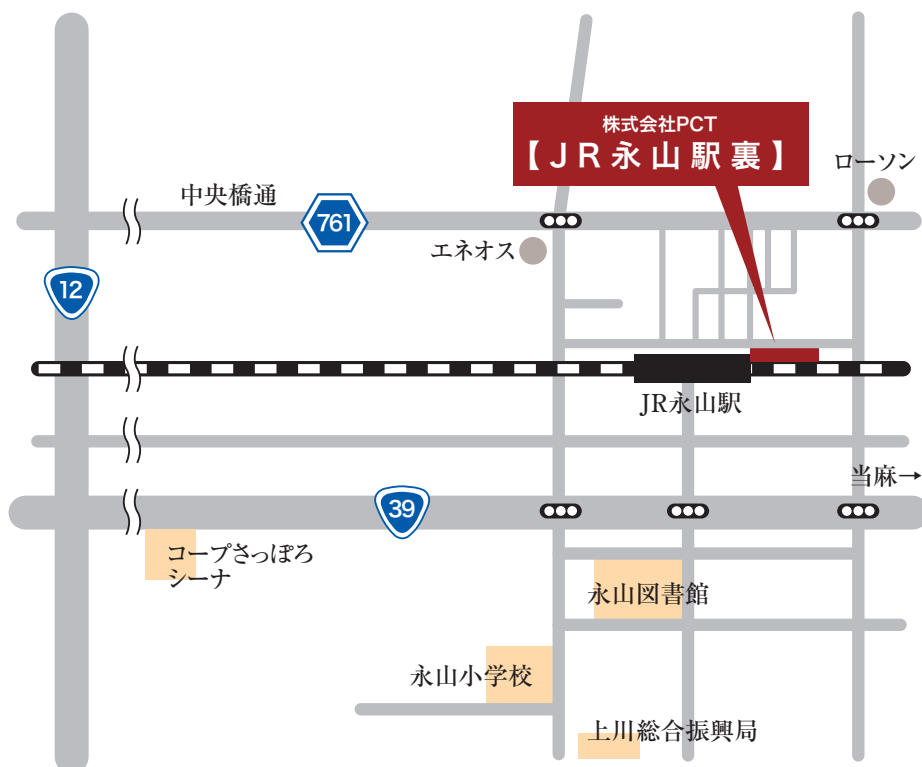 株式会社PCT
【JR永山駅裏】
ローソン
中央橋通
761
エネオス
12
JR永山駅
当麻→
39
コープさっぽろ
シーナ
永山図書館
永山小学校
上川総合振興局